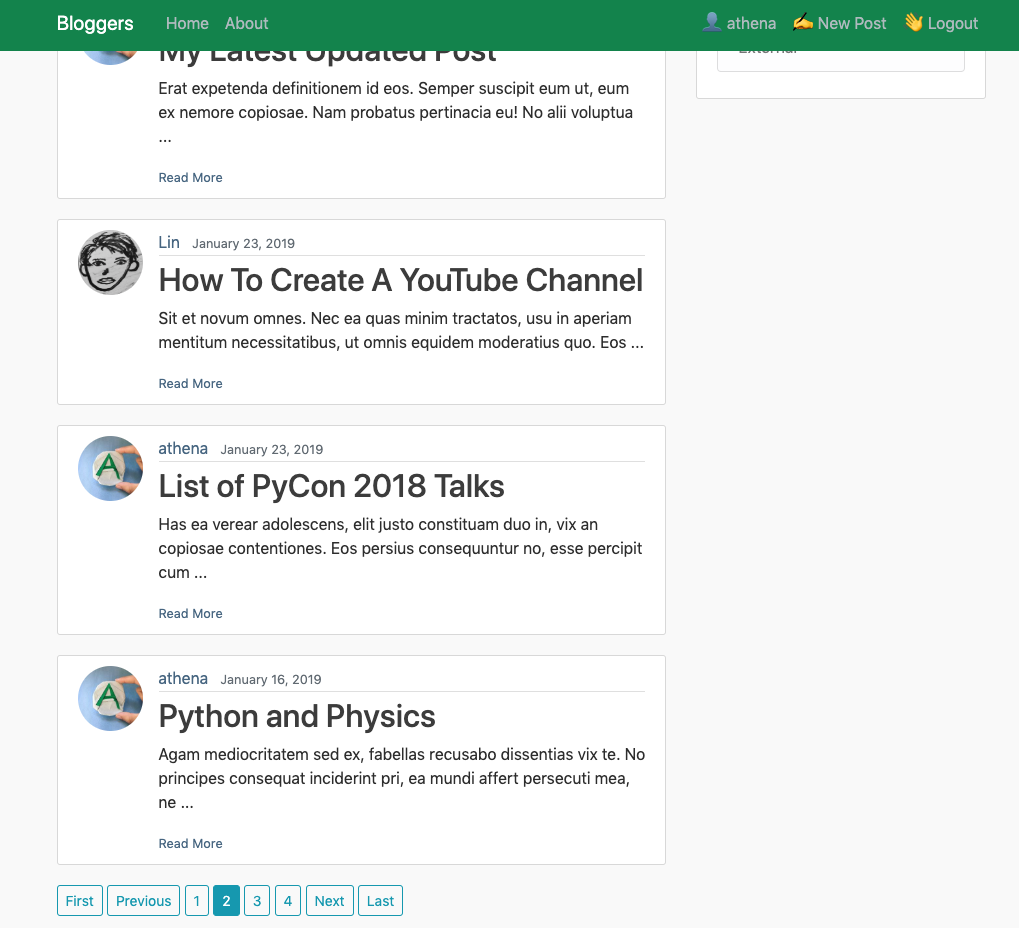 Bloggers Home About 👤 athena ✍️ New Post 👋 Logout
My Latest Updated Post
External
Erat expetenda definitionem id eos. Semper suscipit eum ut, eum
ex nemore copiosae. Nam probatus pertinacia eu! No alii voluptua
...
Read More
Lin January 23, 2019
How To Create A YouTube Channel
Sit et novum omnes. Nec ea quas minim tractatos, usu in aperiam
mentitum necessitatibus, ut omnis equidem moderatius quo. Eos ...
Read More
A
athena January 23, 2019
List of PyCon 2018 Talks
Has ea verear adolescens, elit justo constituam duo in, vix an
copiosae contentiones. Eos persius consequuntur no, esse percipit
cum ...
Read More
A
athena January 16, 2019
Python and Physics
Agam mediocritatem sed ex, fabellas recusabo dissentias vix te. No
principes consequat inciderint pri, ea mundi affert persecuti mea,
ne ...
Read More
First Previous 1 2 3 4 Next Last